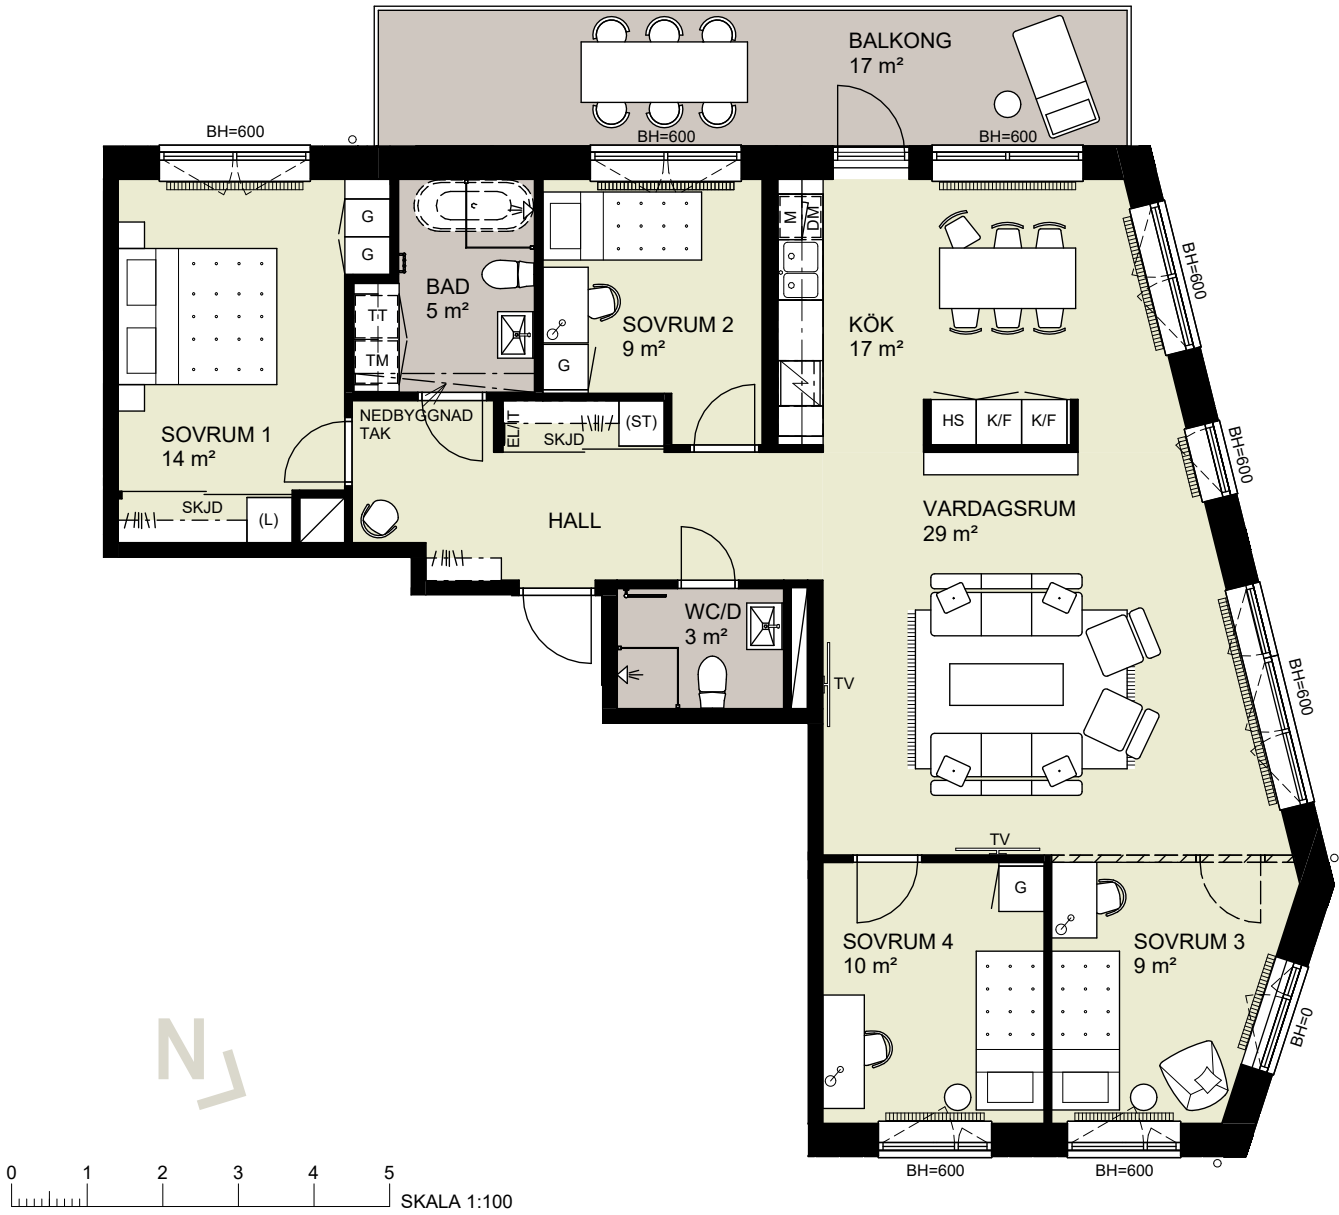 BALKONG
17 m²
BH=600
BH=600
BH=600
G
G
M
DM
BAD
5 m²
BH=600
TT
TM
SOVRUM 2
9 m²
KÖK
17 m²
G
NEDBYGGNAD
TAK
EL/IT
SKJD
(ST)
HS
K/F
K/F
SOVRUM 1
14 m²
BH=600
SKJD
(L)
HALL
VARDAGSRUM
29 m²
WC/D
3 m²
TV
BH=600
TV
G
SOVRUM 4
10 m²
SOVRUM 3
9 m²
BH=0
N
BH=600
BH=600
0 1 2 3 4 5
SKALA 1:100